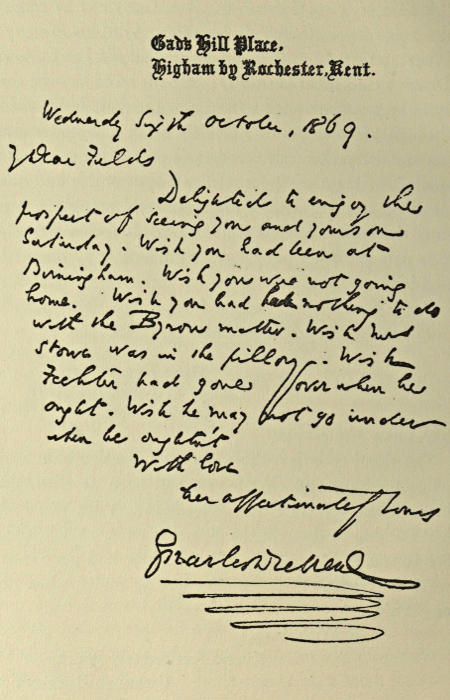 Gad's Hill Place,
Higham by Rochester, Kent.
Wednesday Sixth October, 1869.
My Dear Fields
Delighted to enjoy the
prospect of seeing you and yours on
Saturday. Wish you had been at
Birmingham. Wish you were not going
home. Wish you had had nothing to do
with the Byron matter. Wish Mrs
Stowe was in the pillory. Wish
Fechter had gone over when he
ought. Wish he may not go under
when he oughtn't
With love
Ever affectionately Yours
Charles Dickens